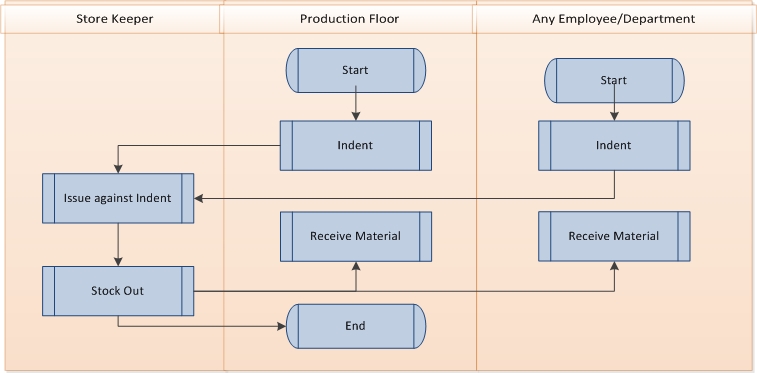 Store Keeper
Production Floor
Any Employee/Department
Start
Start
Indent
Indent
Issue against Indent
Receive Material
Receive Material
Stock Out
End